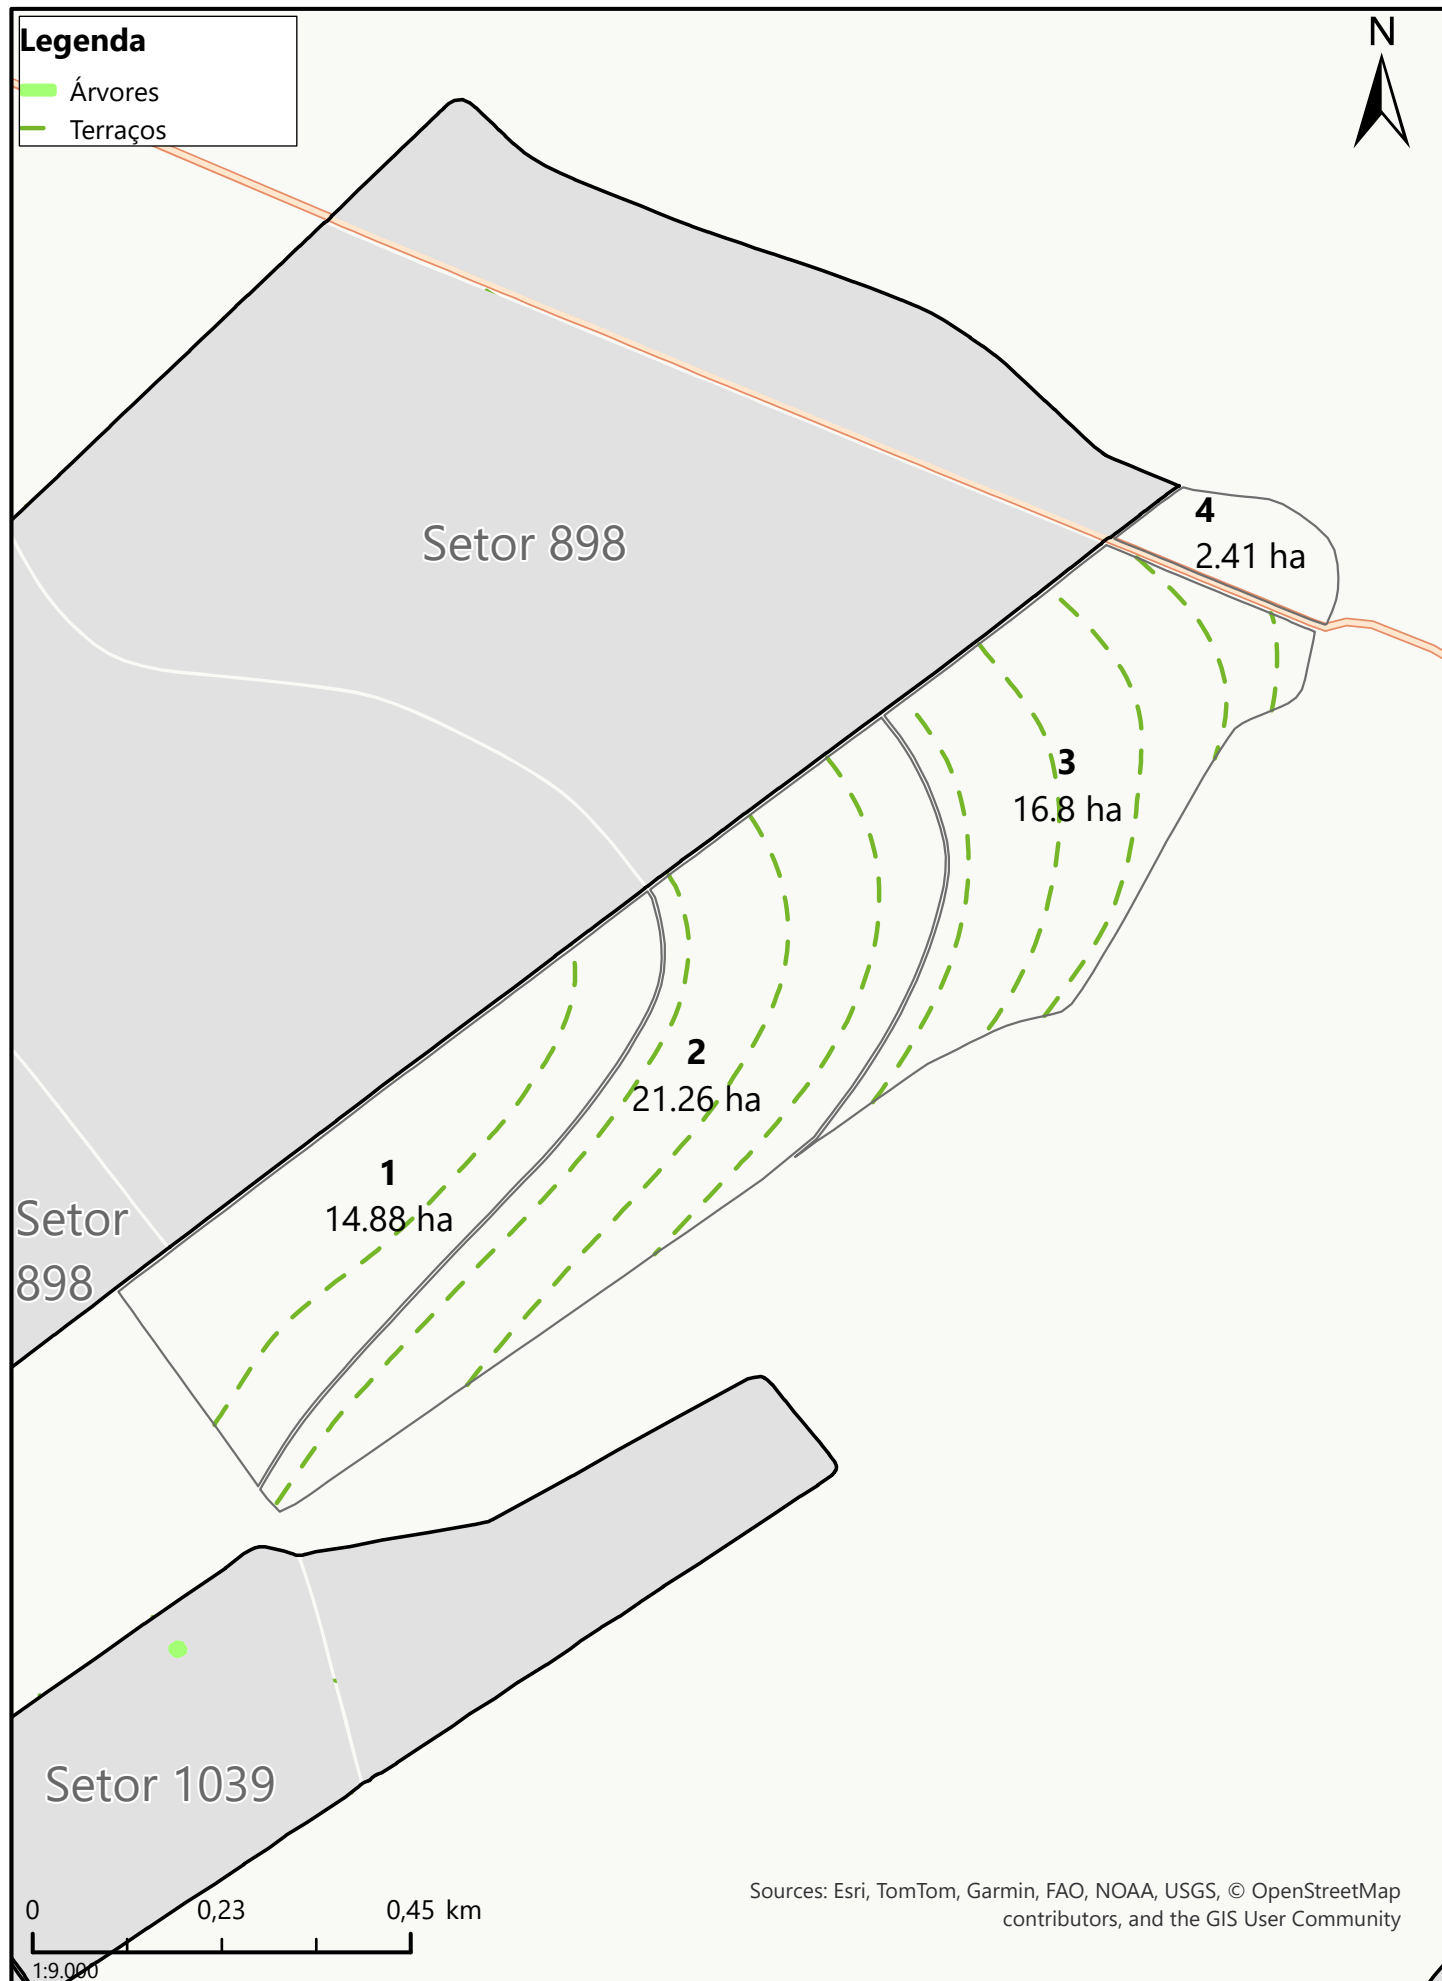 Legenda
Árvores
Terraços
N
4
2.41 ha
Setor 898
3
16.8 ha
2
21.26 ha
1
14.88 ha
Setor
898
Setor 1039
0 0,23 0,45 km
1:9.000
Sources: Esri, TomTom, Garmin, FAO, NOAA, USGS, © OpenStreetMap
contributors, and the GIS User Community